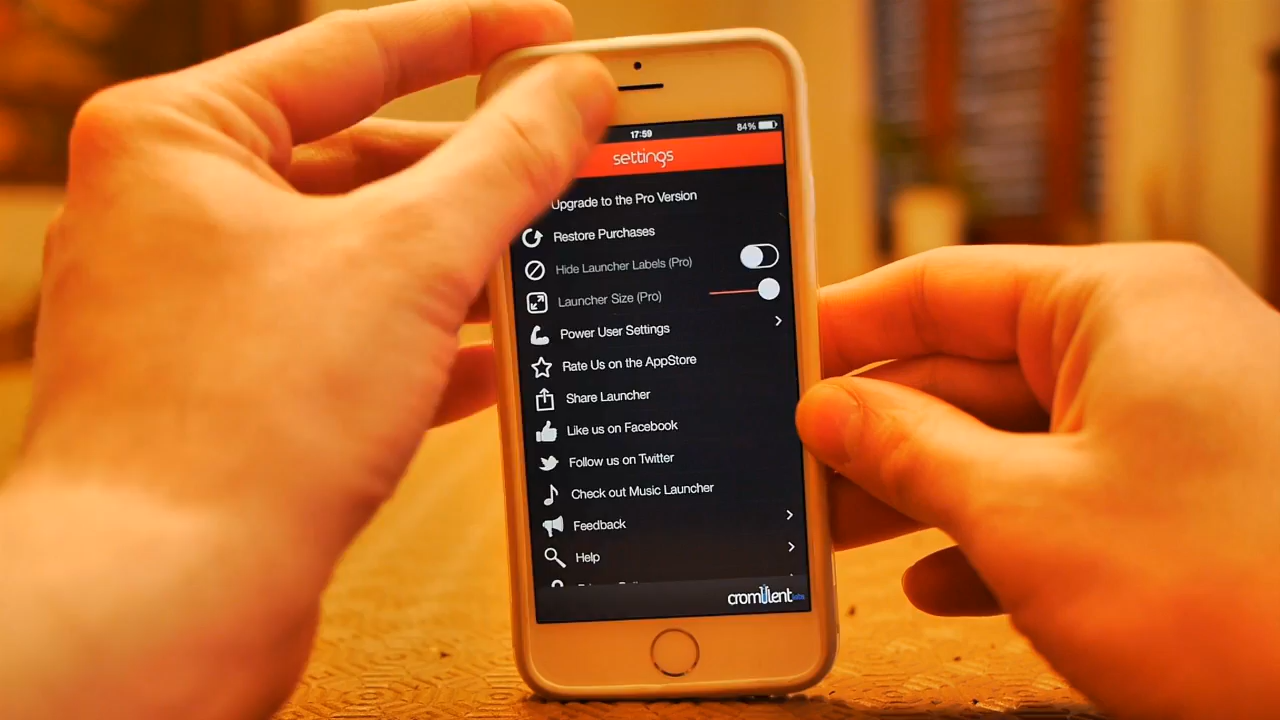 17:59
84%
settings
Upgrade to the Pro Version
Restore Purchases
Hide Launcher Labels (Pro)
Launcher Size (Pro)
Power User Settings
Rate Us on the AppStore
Share Launcher
Like us on Facebook
Follow us on Twitter
Check out Music Launcher
Feedback
Help
cromulent